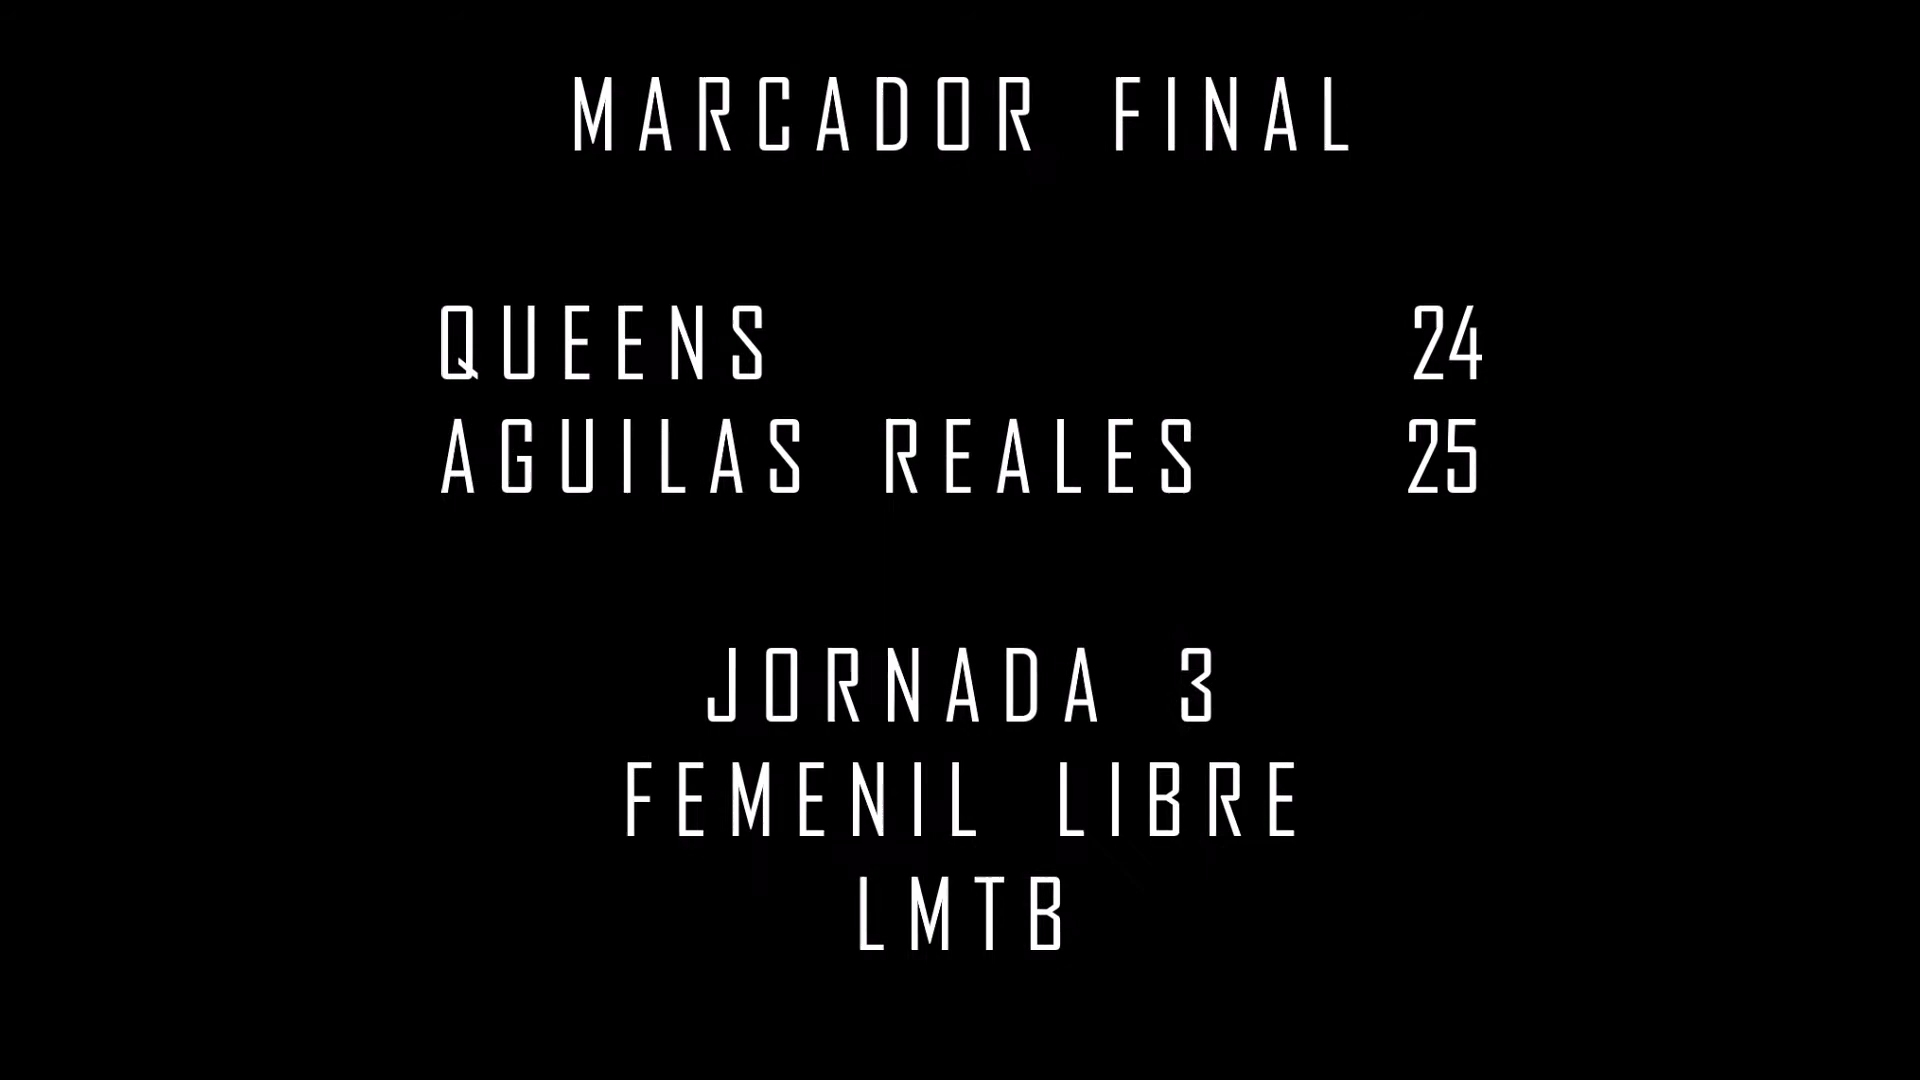 MARCADOR FINAL
QUEENS 24
AGUILAS REALES 25
JORNADA 3
FEMENIL LIBRE
LMTB